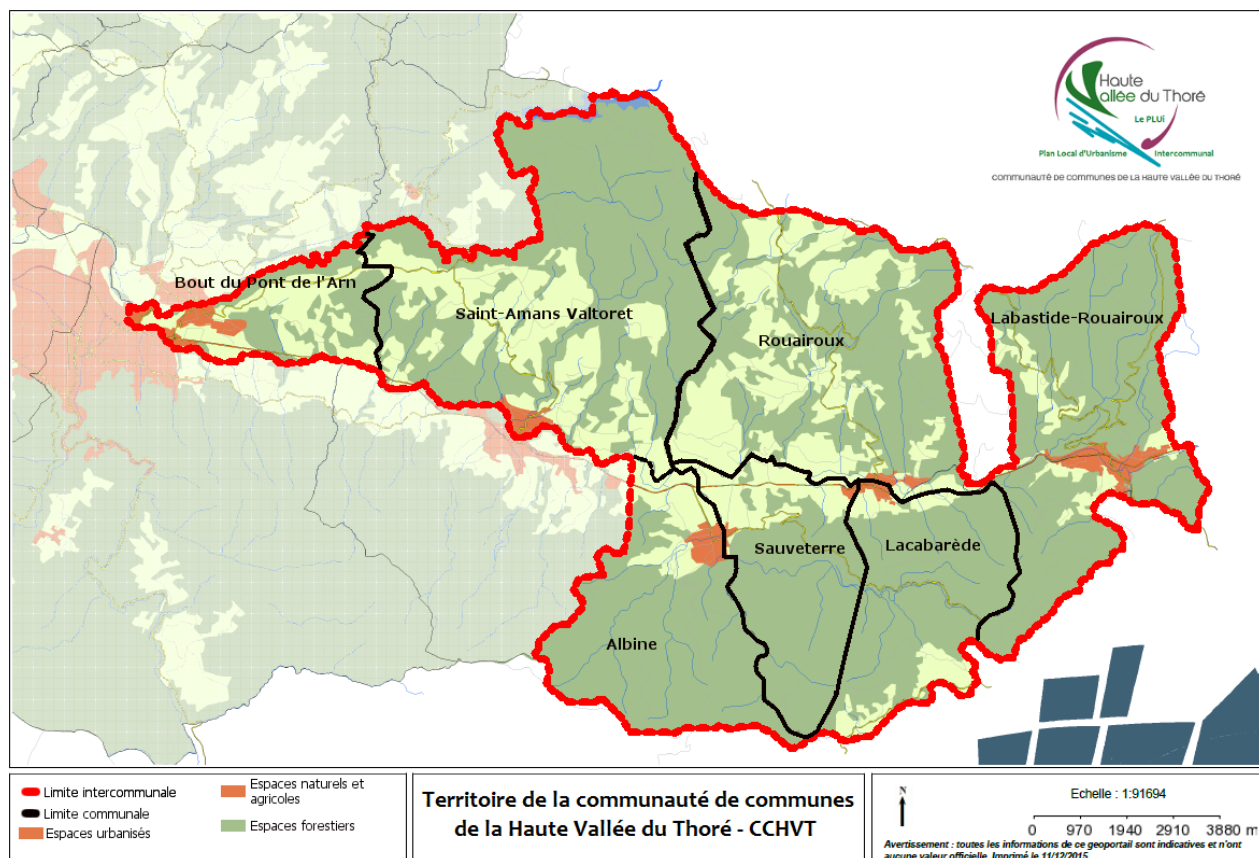 Haute
Vallée du Thoré
Le PLUi
Plan Local d'Urbanisme Intercommunal
COMMUNAUTÉ DE COMMUNES DE LA HAUTE VALLÉE DU THORÉ
Bout du Pont de l'Arn
Saint-Amans Valtoret
Rouairoux
Labastide-Rouairoux
Sauveterre
Lacabarède
Albine
Limite intercommunale
Limite communale
Espaces urbanisés
Espaces naturels et
agricoles
Espaces forestiers
Territoire de la communauté de communes
de la Haute Vallée du Thoré - CCHVT
N
Echelle : 1:91694
0 970 1940 2910 3880 m
Avertissement : toutes les informations de ce geoportail sont indicatives et n'ont
aucune valeur officielle. Imprimé le 11/12/2015